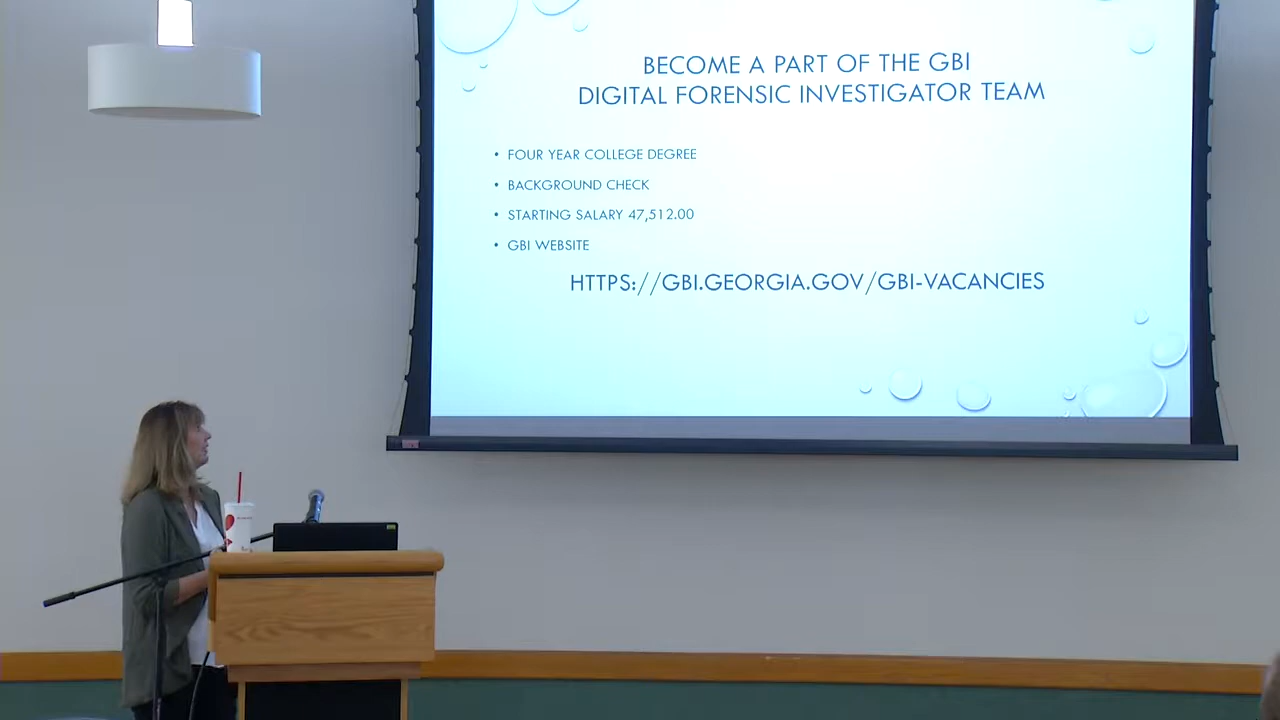 BECOME A PART OF THE GBI
DIGITAL FORENSIC INVESTIGATOR TEAM
• FOUR YEAR COLLEGE DEGREE
• BACKGROUND CHECK
• STARTING SALARY 47,512.00
• GBI WEBSITE
HTTPS://GBI.GEORGIA.GOV/GBI-VACANCIES